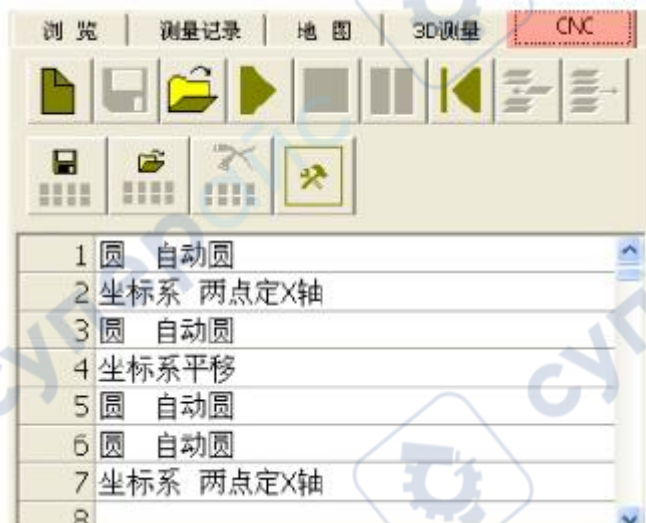 浏 览 测量记录 地 图 3D测量 CNC
1 圆 自动圆
2 坐标系 两点定X轴
3 圆 自动圆
4 坐标系平移
5 圆 自动圆
6 圆 自动圆
7 坐标系 两点定X轴
8